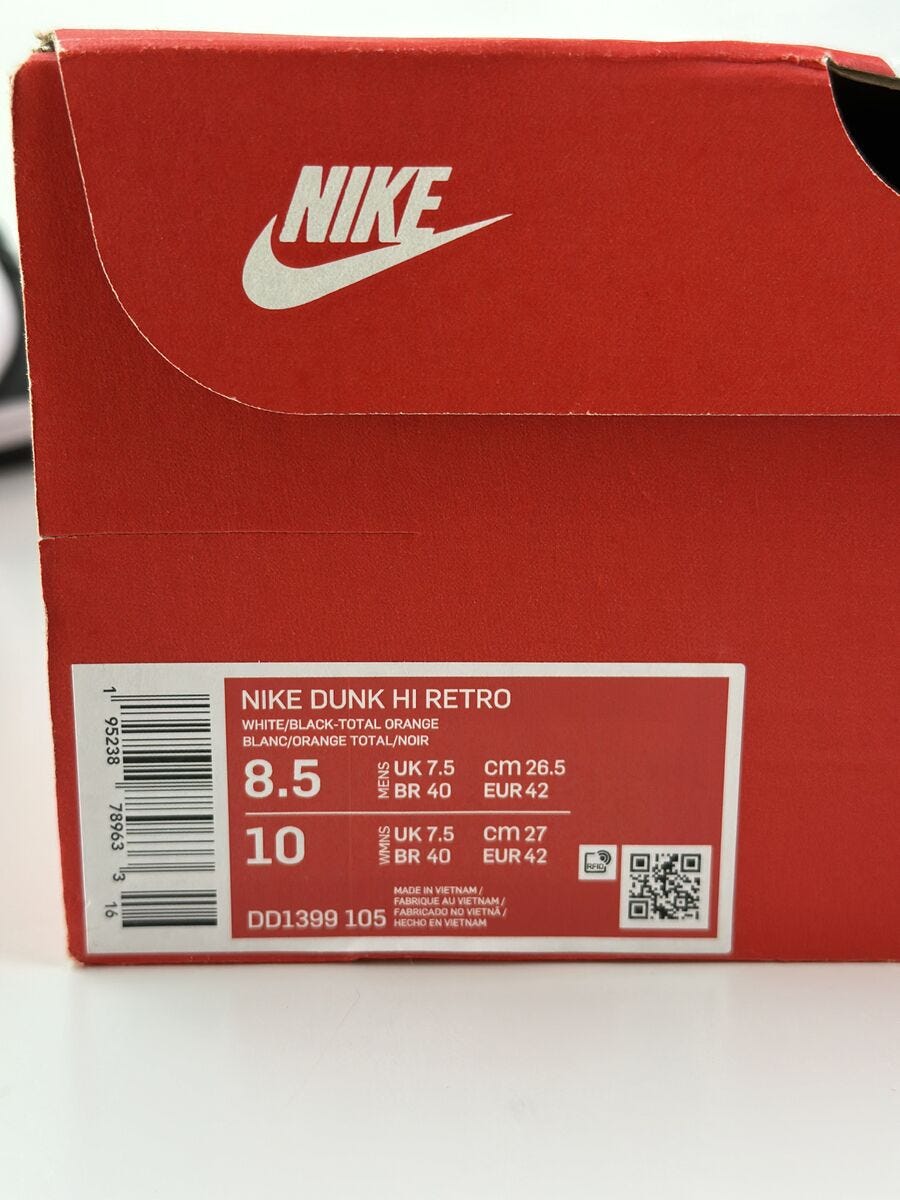 NIKE
NIKE DUNK HI RETRO
WHITE/BLACK-TOTAL ORANGE
BLANC/ORANGE TOTAL/NOIR
8.5 MENS UK 7.5 CM 26.5
BR 40 EUR 42
10 WMNS UK 7.5 CM 27
BR 40 EUR 42
RFID
DD1399 105
MADE IN VIETNAM /
FABRIQUE AU VIETNAM /
FABRICADO NO VIETNÃ /
HECHO EN VIETNAM
1 95238 78963 3 16